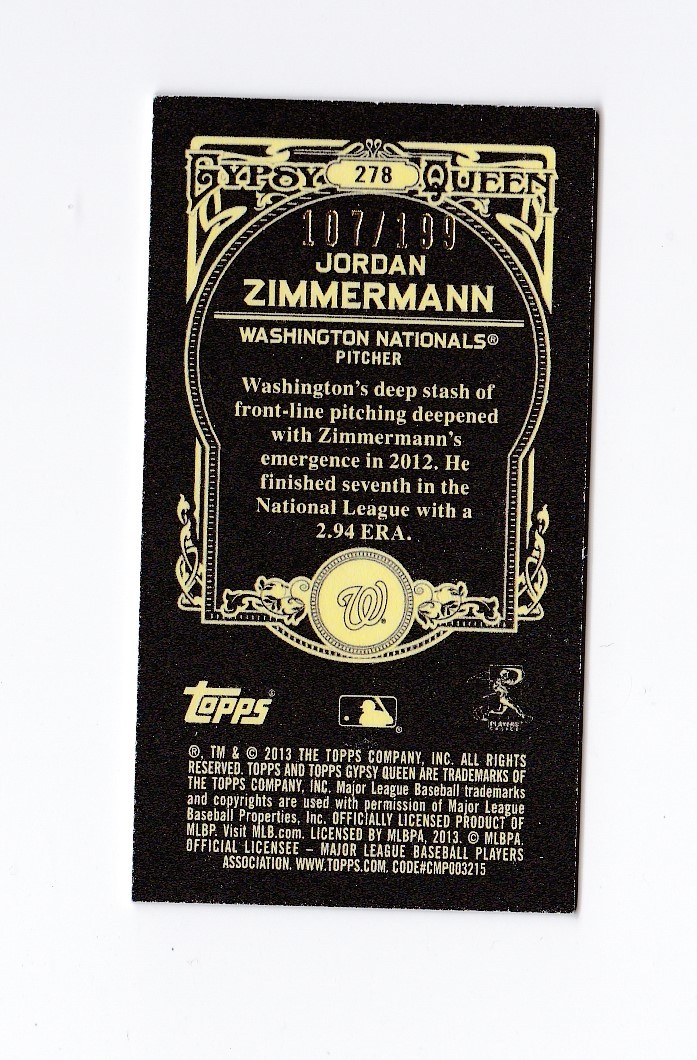 GYPSY 278 QUEEN
107/199
JORDAN
ZIMMERMANN
WASHINGTON NATIONALS®
PITCHER
Washington's deep stash of
front-line pitching deepened
with Zimmermann's
emergence in 2012. He
finished seventh in the
National League with a
2.94 ERA.
W®
topps® ® PLAYERS CHOICE
®, TM & © 2013 THE TOPPS COMPANY, INC. ALL RIGHTS
RESERVED. TOPPS AND TOPPS GYPSY QUEEN ARE TRADEMARKS OF
THE TOPPS COMPANY, INC. Major League Baseball trademarks
and copyrights are used with permission of Major League
Baseball Properties, Inc. OFFICIALLY LICENSED PRODUCT OF
MLBP. Visit MLB.com. LICENSED BY MLBPA, 2013. © MLBPA.
OFFICIAL LICENSEE – MAJOR LEAGUE BASEBALL PLAYERS
ASSOCIATION. WWW.TOPPS.COM. CODE#CMP003215